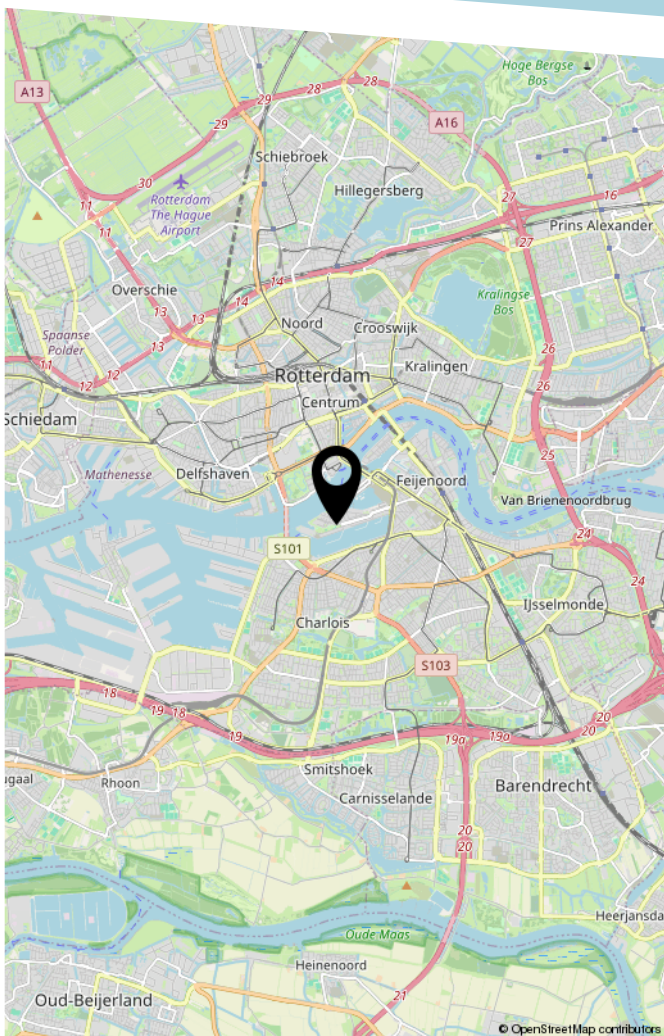 Hoge Bergse
Bos
A13
28
28
29
A16
29
Schiebroek
30
Rotterdam
The Hague
Airport
Hillegersberg
27
16
11
11
Prins Alexander
27
Overschie
14
14
Kralingse
Bos
13
13
Noord
Crooswijk
Spaanse
Polder
13
26
11
12
Rotterdam
Kralingen
26
Centrum
Schiedam
25
Mathenesse
Delfshaven
Feijenoord
Van Brienenoordbrug
24
S101
24
IJsselmonde
Charlois
S103
18
19
18
19
19a
19a
20
20
Smitshoek
Rhoon
Carnisselande
Barendrecht
20
20
Heerjansda
Oude Maas
Heinenoord
21
Oud-Beijerland
© OpenStreetMap contributors